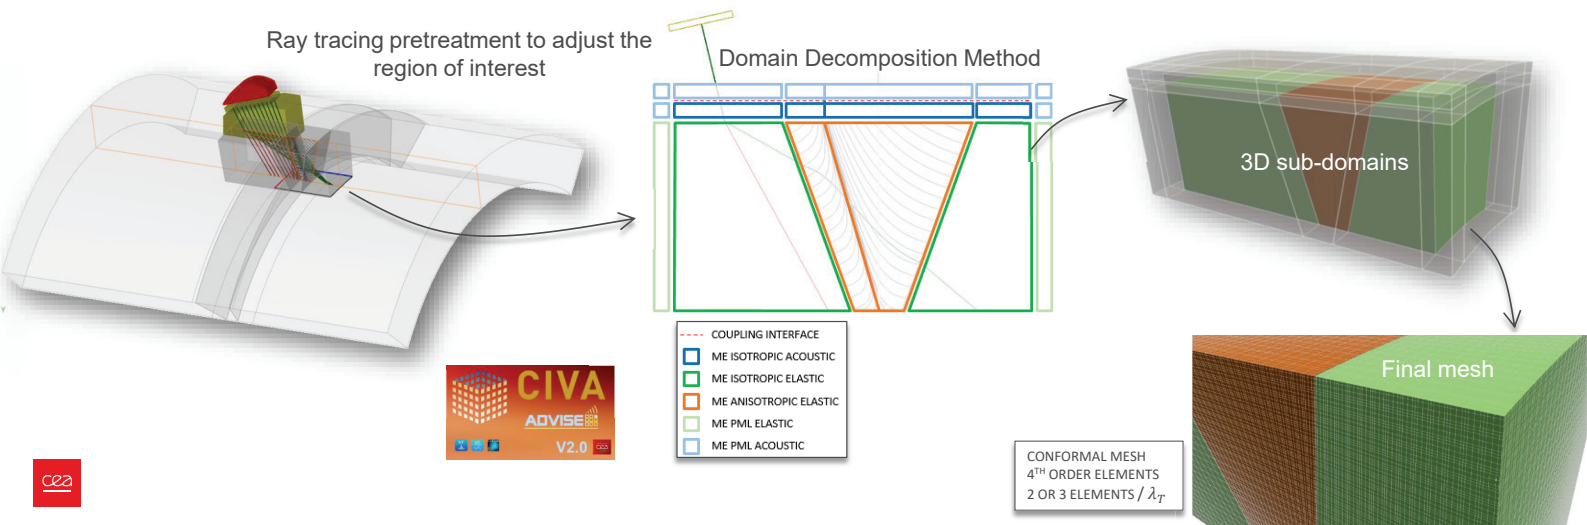 Ray tracing pretreatment to adjust the
region of interest
Domain Decomposition Method
3D sub-domains
COUPLING INTERFACE
ME ISOTROPIC ACOUSTIC
ME ISOTROPIC ELASTIC
ME ANISOTROPIC ELASTIC
ME PML ELASTIC
ME PML ACOUSTIC
CIVA
ADVISE
V2.0
cea
Final mesh
CONFORMAL MESH
4TH ORDER ELEMENTS
2 OR 3 ELEMENTS / λT
cea